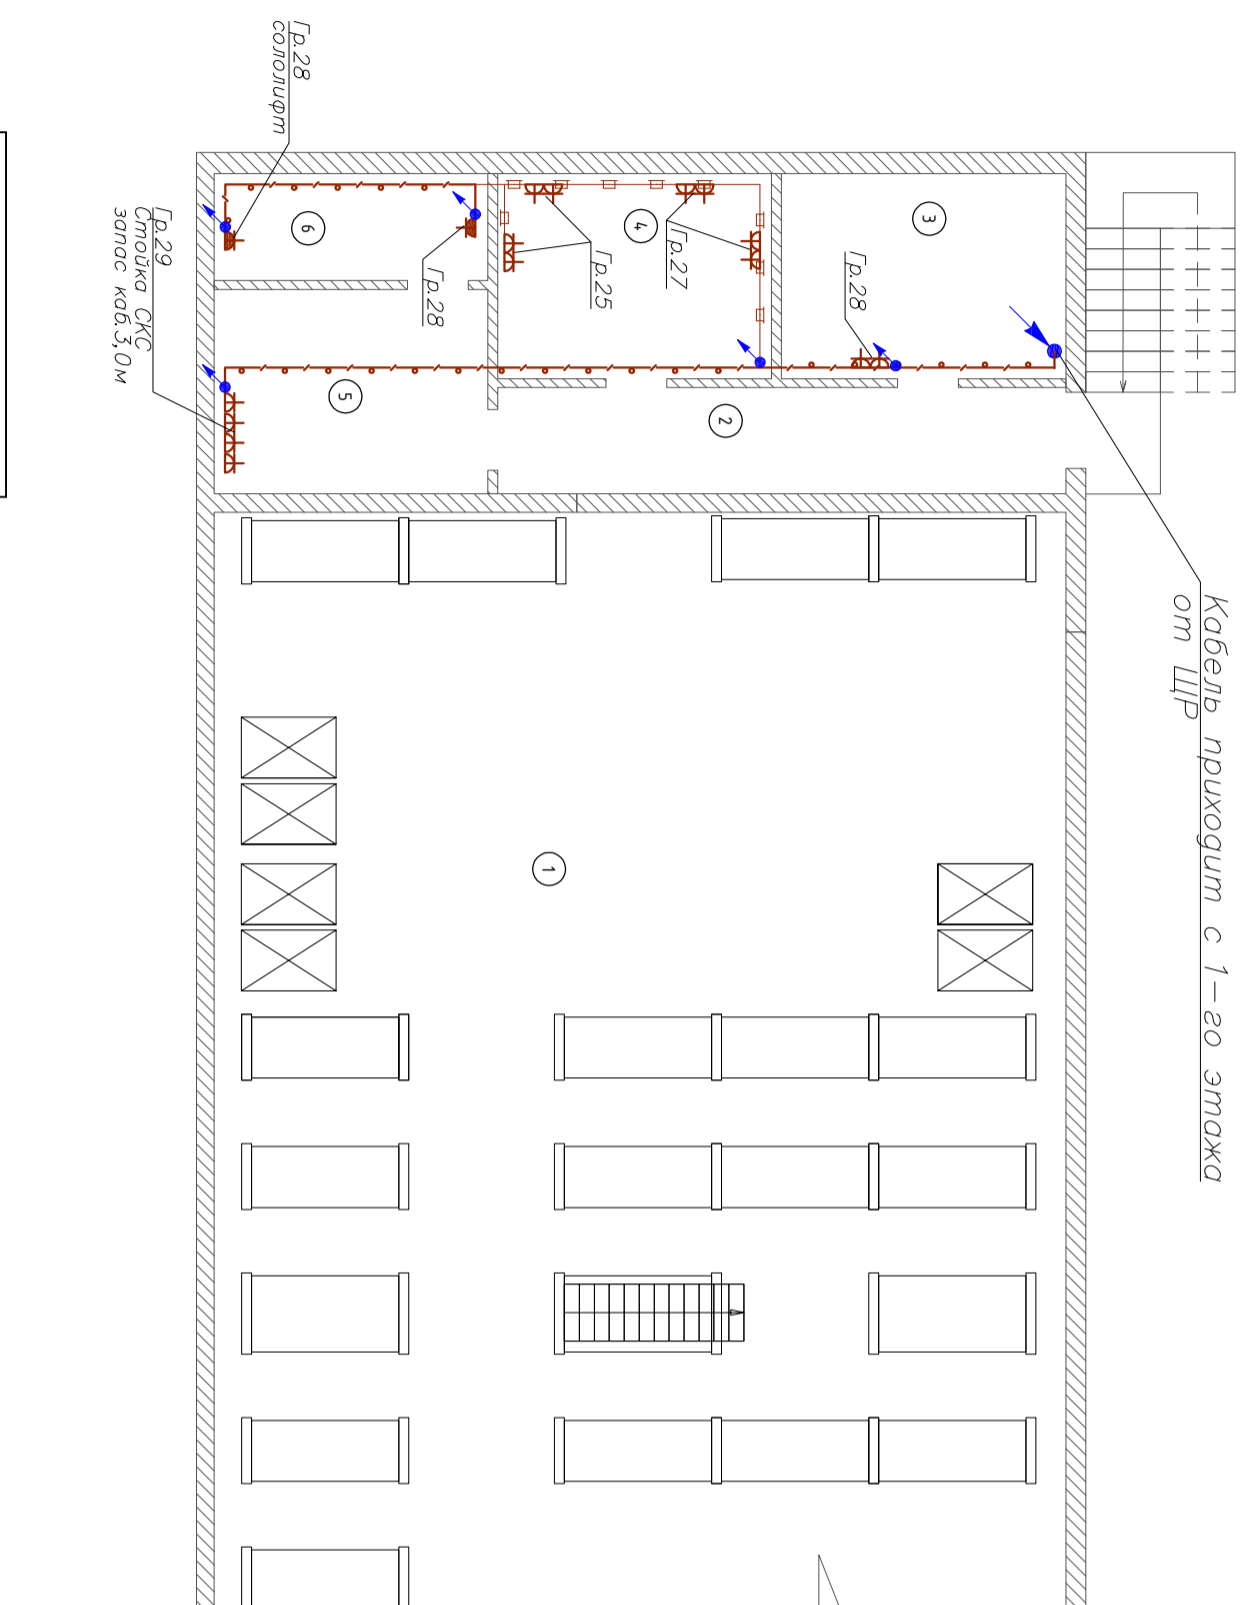 Гр.28
сололифт
Гр.29
Стойка СКС
запас каб.3,0м
6
Гр.28
4
Гр.27
Гр.25
3
Гр.28
5
2
Кабель приходит с 1-го этажа
от ЩР
1